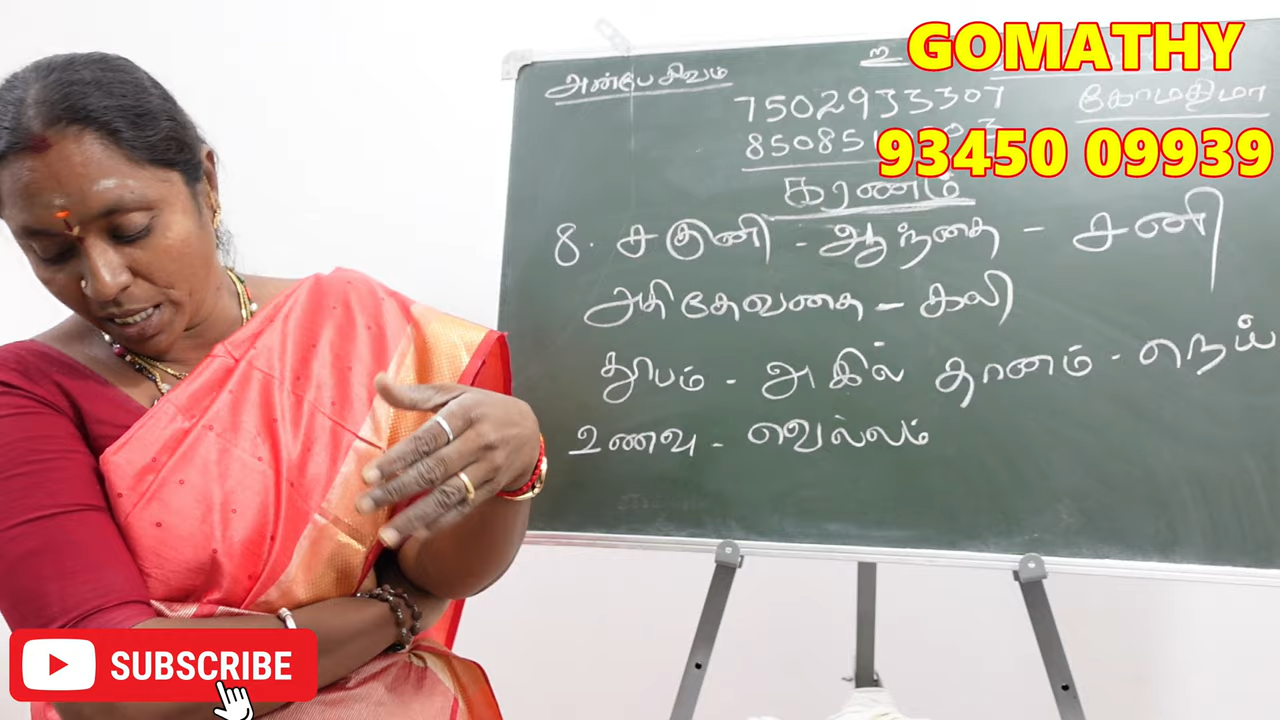 GOMATHY
93450 09939
உ
அன்பே சிவம்
கோமதிமா
7502933307
கரணம்
8. சகுனி - ஆந்தை - சனி
அதிதேவதை - கலி
தூபம் - அகில் தானம் - நெய்
உணவு - வெல்லம்
SUBSCRIBE